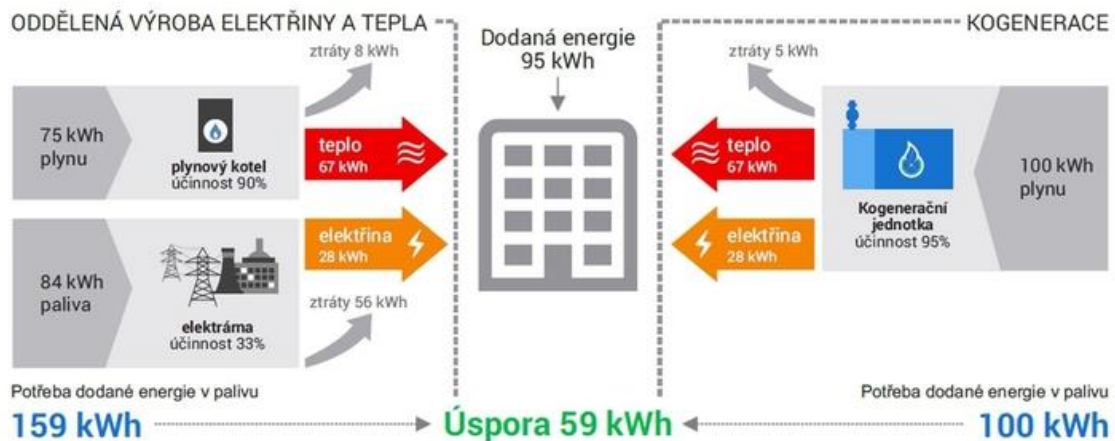 ODDĚLENÁ VÝROBA ELEKTŘINY A TEPLA
ztráty 8 kWh
75 kWh
plynu
plynový kotel
účinnost 90%
teplo
67 kWh
84 kWh
paliva
elektrárna
účinnost 33%
elektřina
28 kWh
ztráty 56 kWh
Potřeba dodané energie v palivu
159 kWh
Dodaná energie
95 kWh
Úspora 59 kWh
KOGENERACE
ztráty 5 kWh
teplo
67 kWh
elektřina
28 kWh
Kogenerační
jednotka
účinnost 95%
100 kWh
plynu
Potřeba dodané energie v palivu
100 kWh